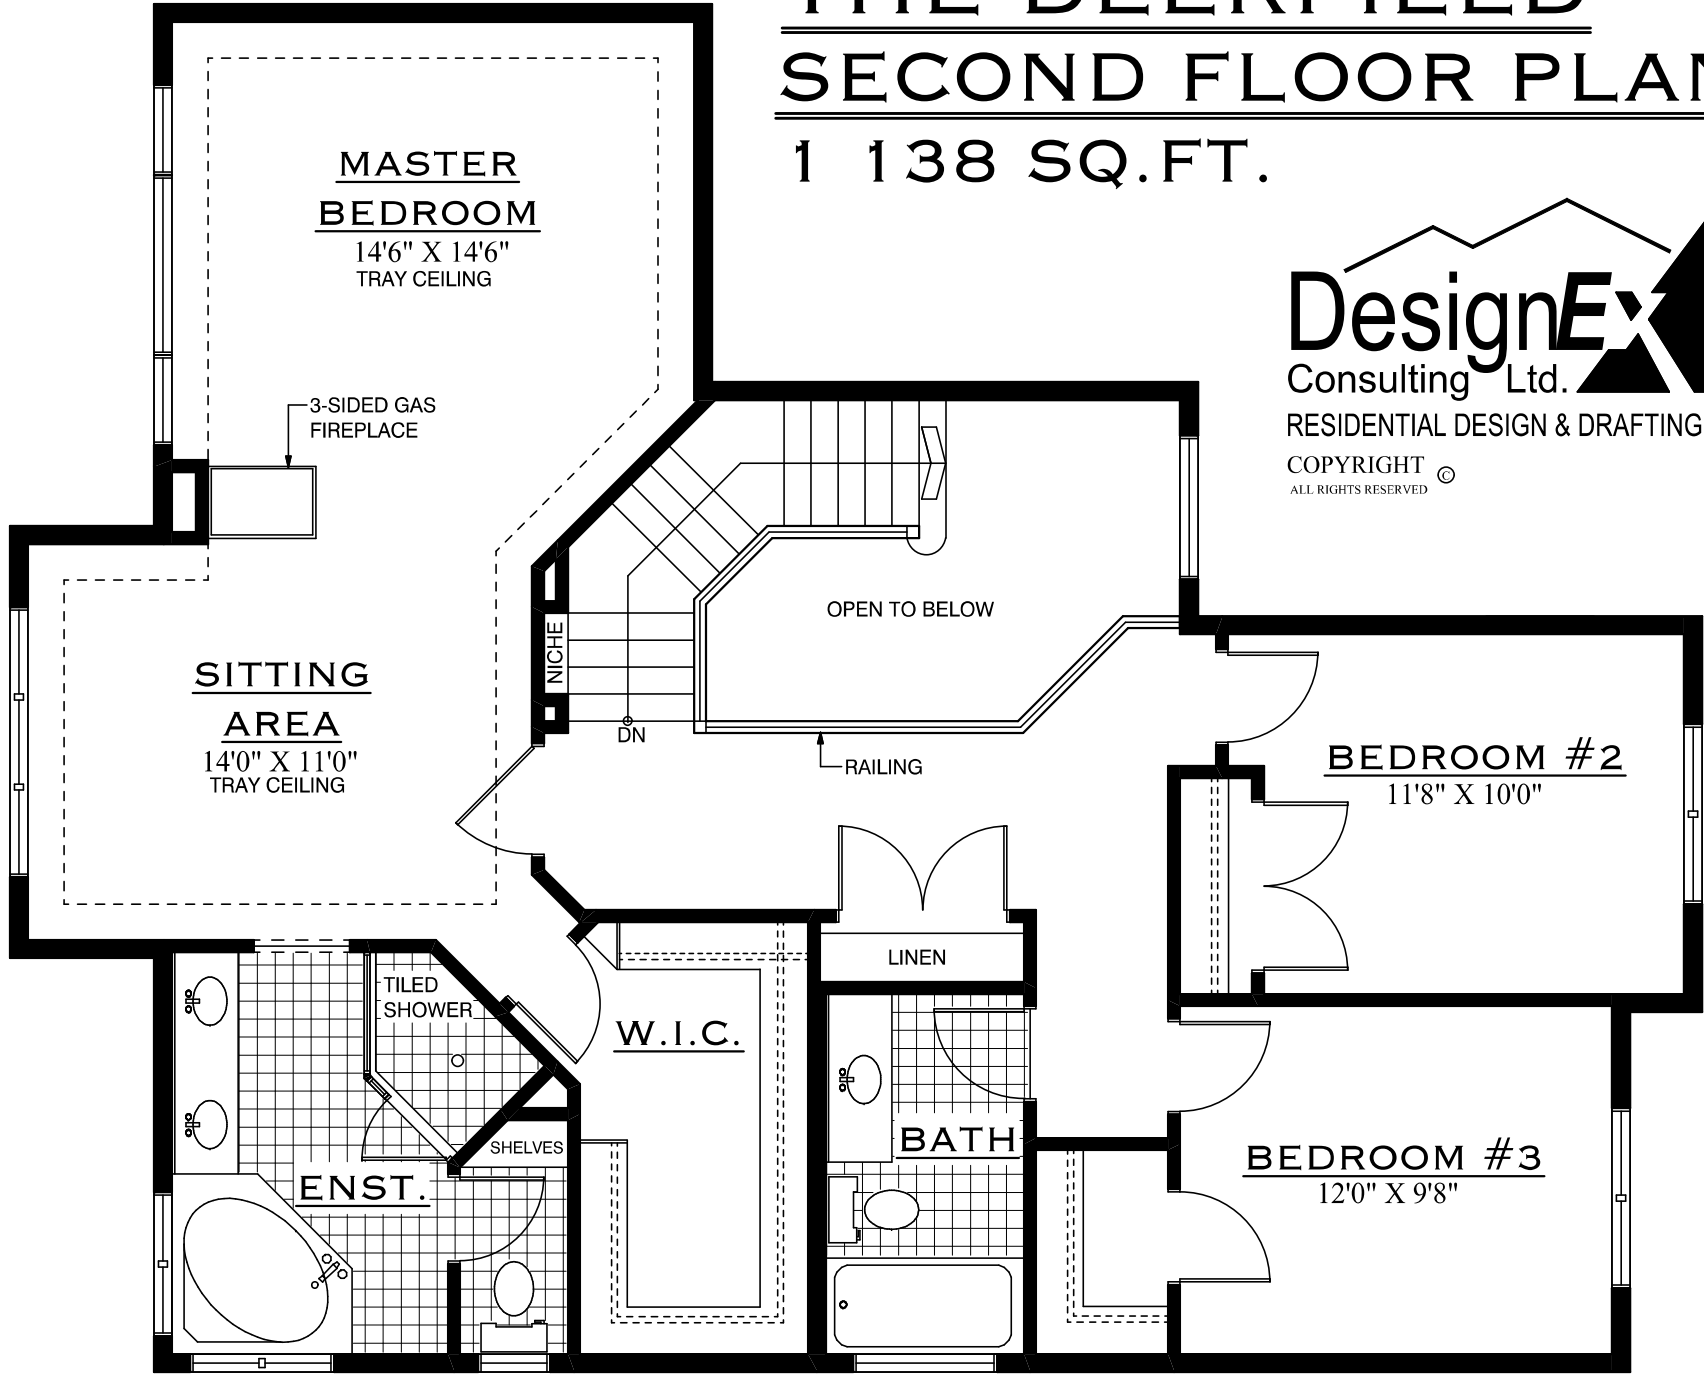 THE DEERFIELD
SECOND FLOOR PLAN
1 138 SQ.FT.
DesignEx
Consulting Ltd.
RESIDENTIAL DESIGN & DRAFTING
COPYRIGHT ©
ALL RIGHTS RESERVED
MASTER
BEDROOM
14'6" X 14'6"
TRAY CEILING
3-SIDED GAS
FIREPLACE
OPEN TO BELOW
NICHE
SITTING
AREA
14'0" X 11'0"
TRAY CEILING
DN
RAILING
BEDROOM #2
11'8" X 10'0"
LINEN
TILED
SHOWER
W.I.C.
BATH
SHELVES
ENST.
BEDROOM #3
12'0" X 9'8"